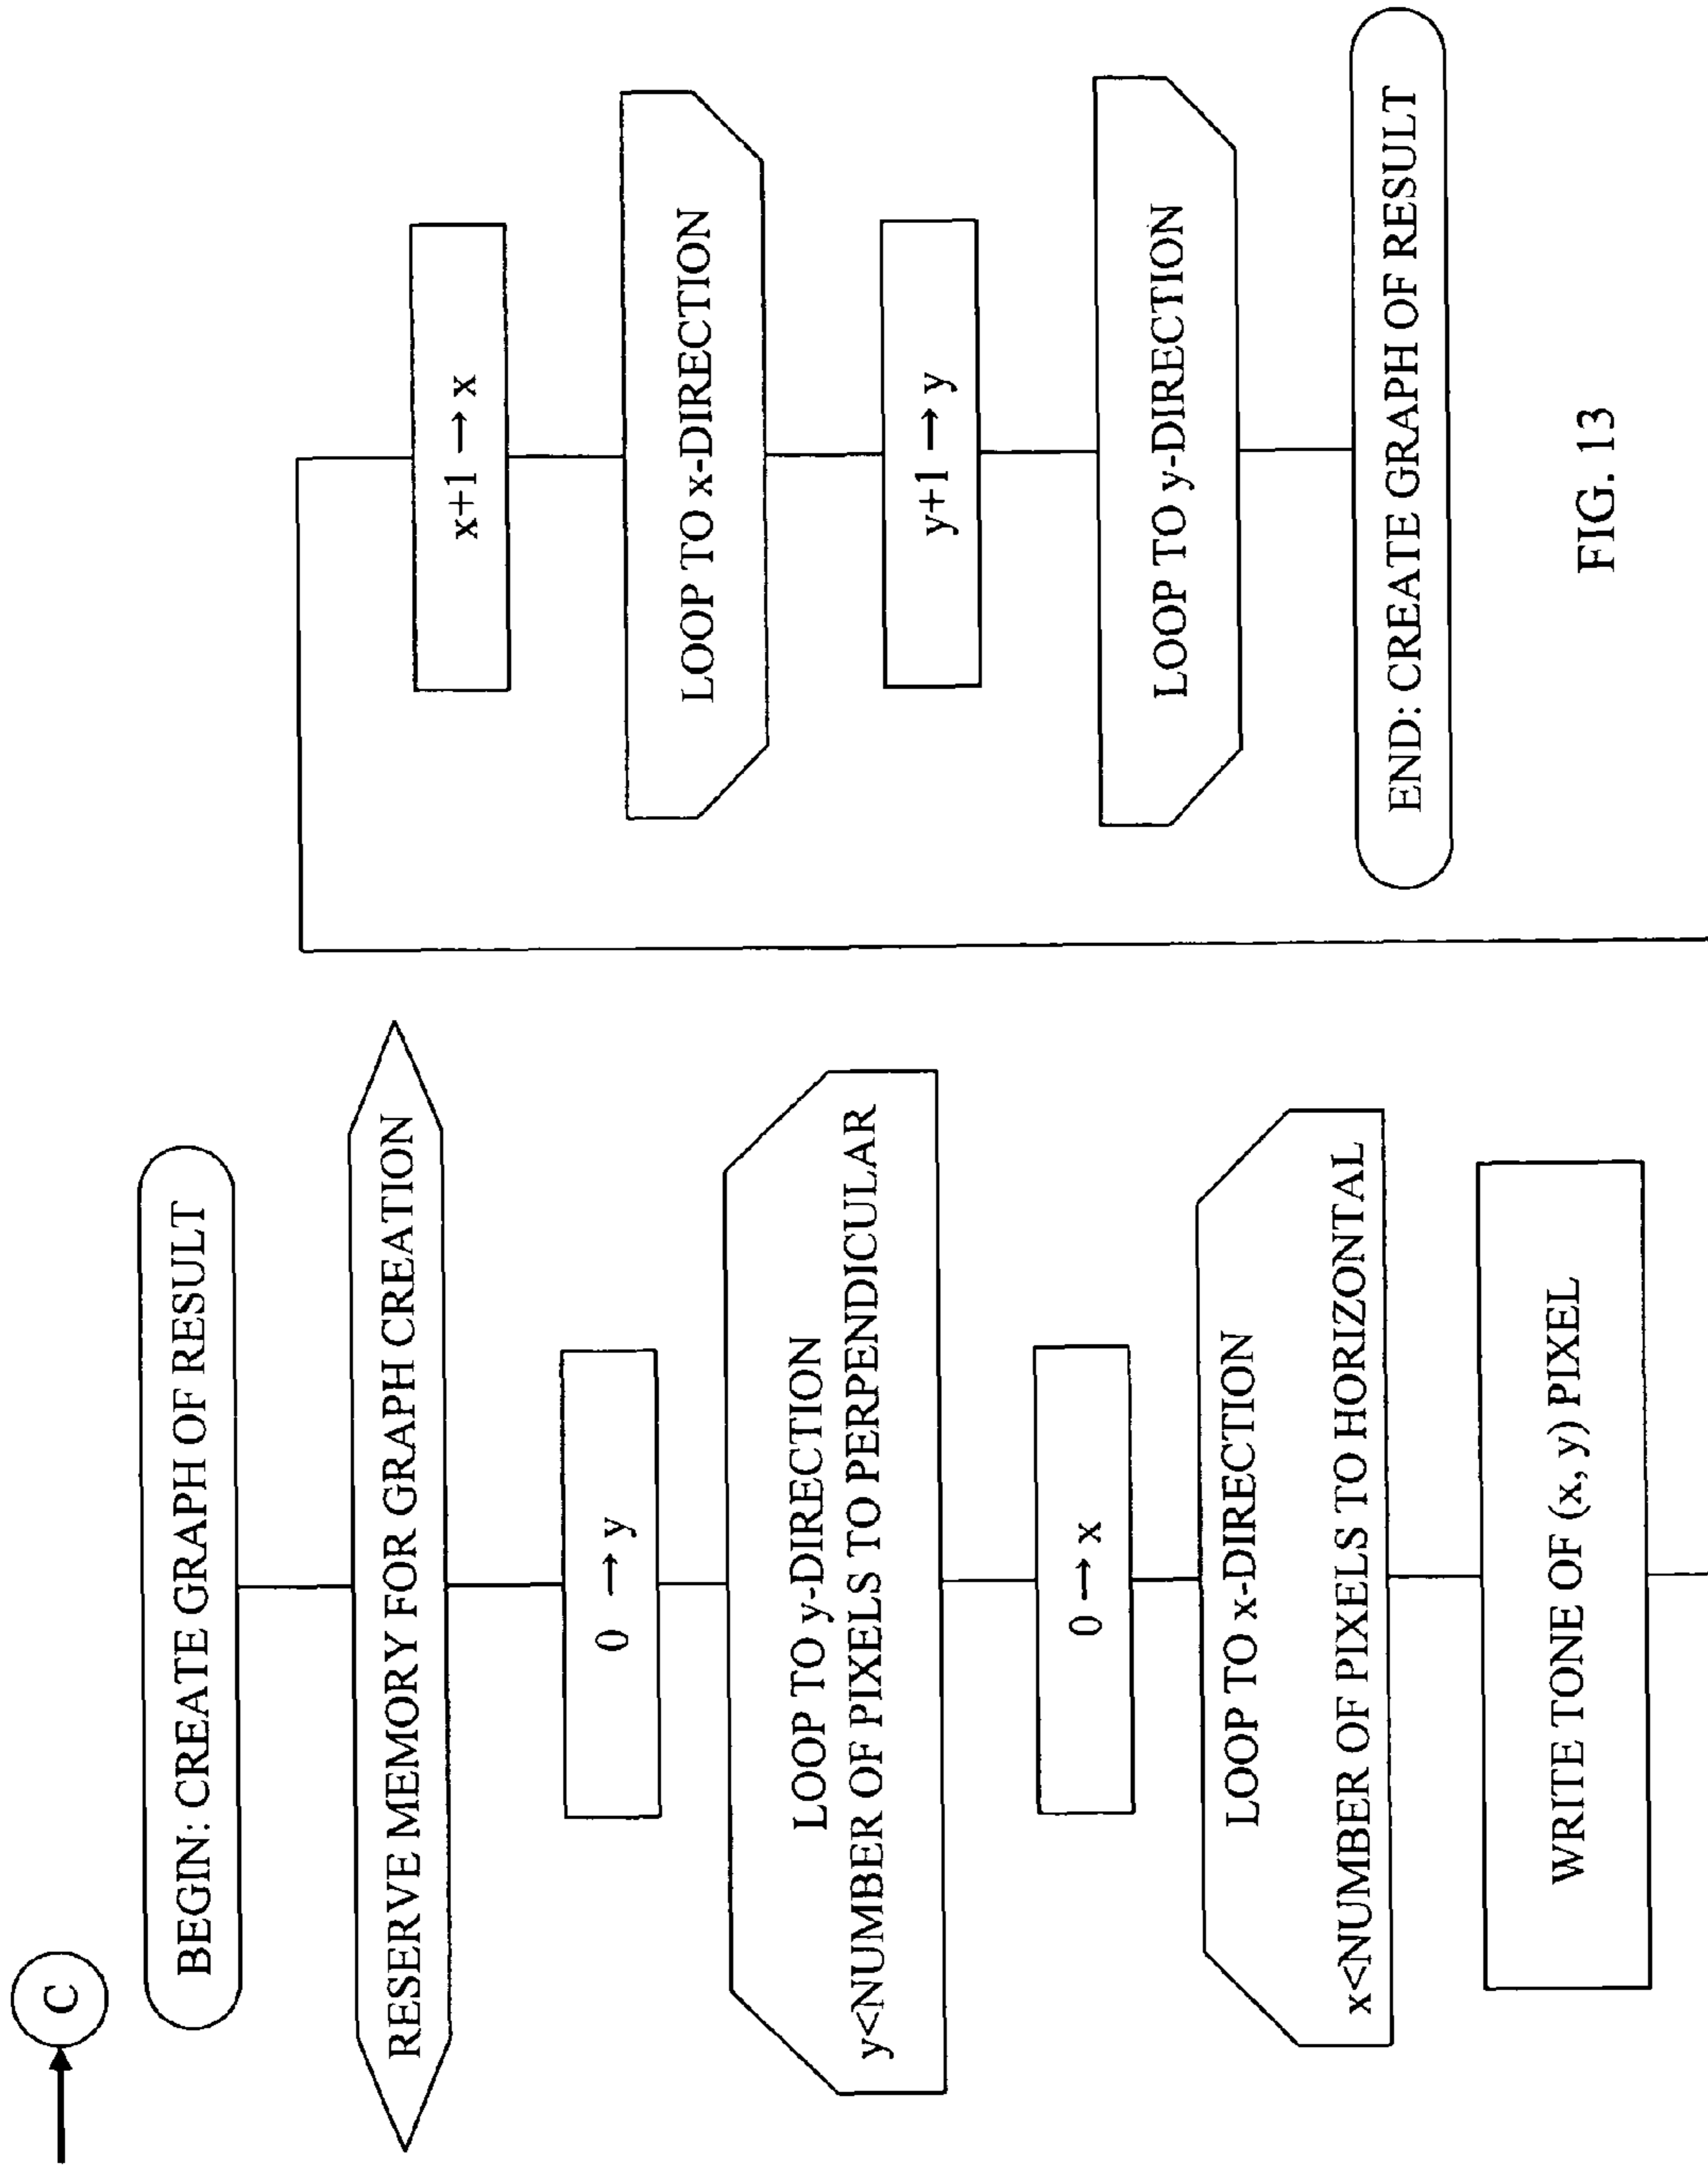 C
BEGIN: CREATE GRAPH OF RESULT
RESERVE MEMORY FOR GRAPH CREATION
0 → y
LOOP TO y-DIRECTION
y<NUMBER OF PIXELS TO PERPENDICULAR
0 → x
LOOP TO x-DIRECTION
x<NUMBER OF PIXELS TO HORIZONTAL
WRITE TONE OF (x, y) PIXEL
x+1 → x
LOOP TO x-DIRECTION
y+1 → y
LOOP TO y-DIRECTION
END: CREATE GRAPH OF RESULT
FIG. 13